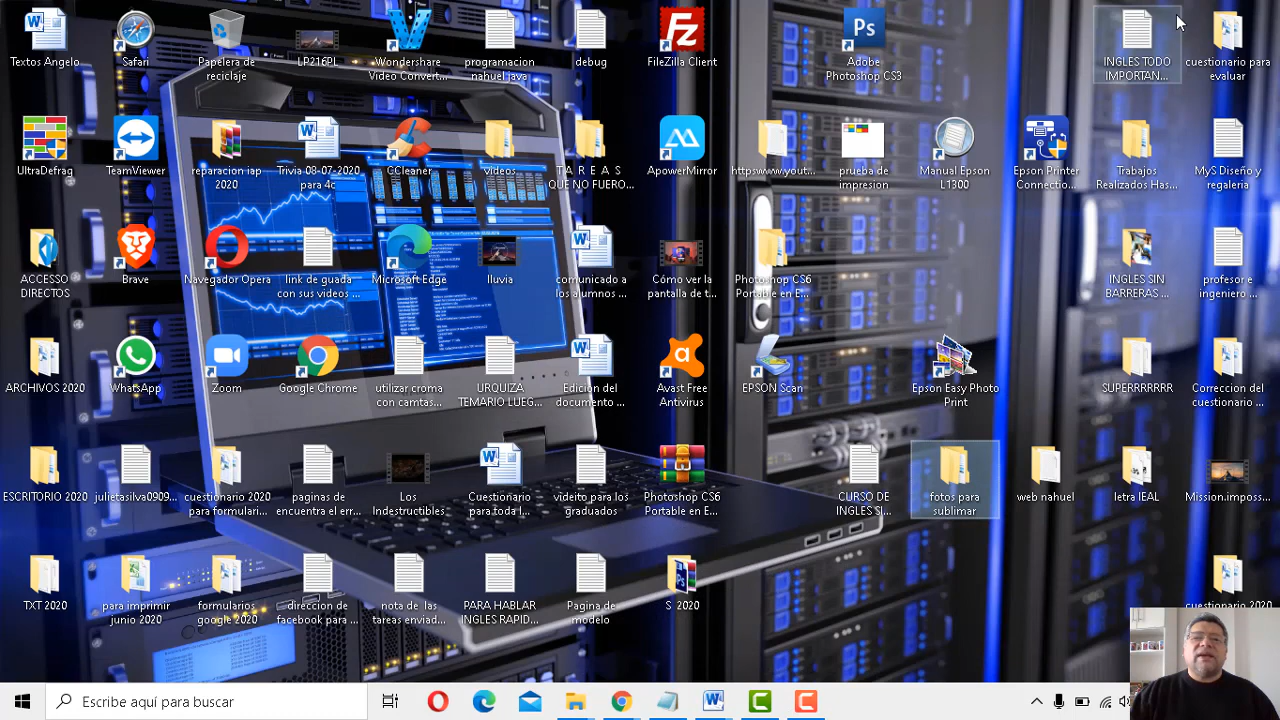 Textos Angelo
Safari
Papelera de
reciclaje
LP216PL
Wondershare
Video Convert...
programacion
nahuel java
debug
FileZilla Client
Adobe
Photoshop CS3
INGLES TODO
IMPORTAN...
cuestionario para
evaluar
UltraDefrag
TeamViewer
reparacion iap
2020
Trivia 08-07-2020
para 4c
CCleaner
videos
T A R E A S
QUE NO FUERO...
ApowerMirror
httpswww.yout...
prueba de
impresion
Manual Epson
L1300
Epson Printer
Connectio...
Trabajos
Realizados Has...
MyS Diseño y
regaleria
ACCESO
DIRECTOS
Brave
Navegador Opera
link de guada
con sus videos ...
Microsoft Edge
lluvia
comunicado a
los alumnos ...
Cómo ver la
pantalla de t...
Photoshop CS6
Portable en E...
INGLES SIN
BARRERAS ...
profesor e
ingeniero ...
ARCHIVOS 2020
WhatsApp
Zoom
Google Chrome
utilizar croma
con camtas...
URQUIZA
TEMARIO LUEG...
Edicion del
documento ...
Avast Free
Antivirus
EPSON Scan
Epson Easy Photo
Print
SUPERRRRRRR
Correccion del
cuestionario ...
ESCRITORIO 2020
julietasilva0909...
cuestionario 2020
para formulari...
paginas de
encuentra el err...
Los
Indestructibles
Cuestionario
para toda l...
videito para los
graduados
Photoshop CS6
Portable en E...
CURSO DE
INGLES SI...
fotos para
sublimar
web nahuel
letra IEAL
Mission.imposs...
TXT 2020
para imprimir
junio 2020
formularios
google 2020
direccion de
facebook para ...
nota de las
tareas enviad...
PARA HABLAR
INGLES RAPID...
Pagina de
modelo
S 2020
cuestionario 2020
Escribe aquí para buscar